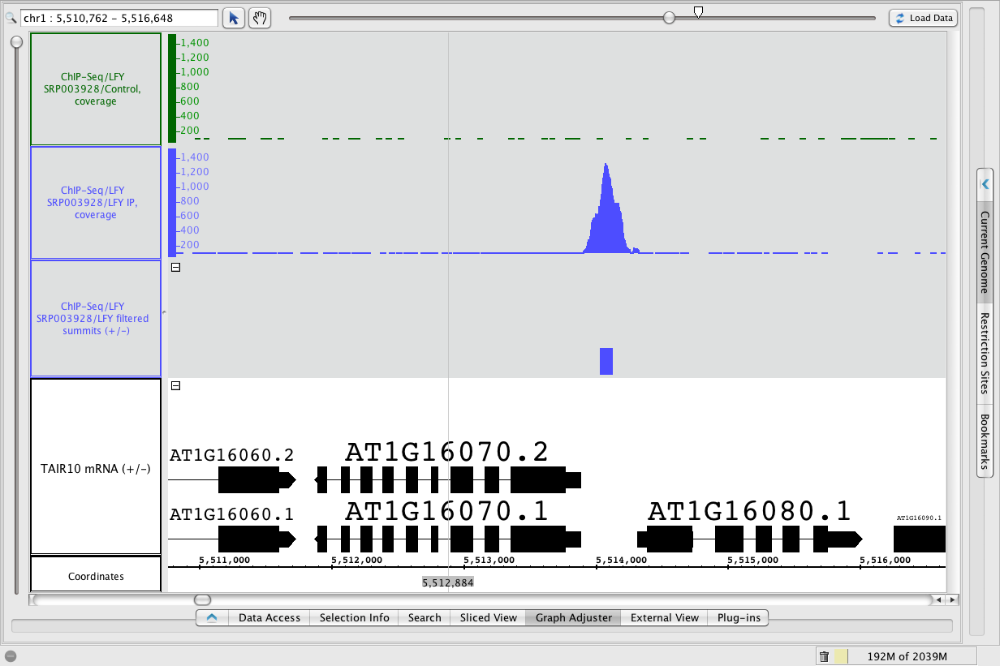 chr1 : 5,510,762 - 5,516,648
Load Data
ChIP-Seq/LFY
SRP003928/Control,
coverage
1,400
1,200
1,000
800
600
400
200
ChIP-Seq/LFY
SRP003928/LFY IP,
coverage
1,400
1,200
1,000
800
600
400
200
ChIP-Seq/LFY
SRP003928/LFY filtered
summits (+/-)
TAIR10 mRNA (+/-)
AT1G16060.2
AT1G16070.2
AT1G16060.1
AT1G16070.1
AT1G16080.1
AT1G16090.1
Coordinates
5,511,000
5,512,000
5,513,000
5,514,000
5,515,000
5,516,000
5,512,884
Current Genome
Restriction Sites
Bookmarks
Data Access
Selection Info
Search
Sliced View
Graph Adjuster
External View
Plug-ins
192M of 2039M